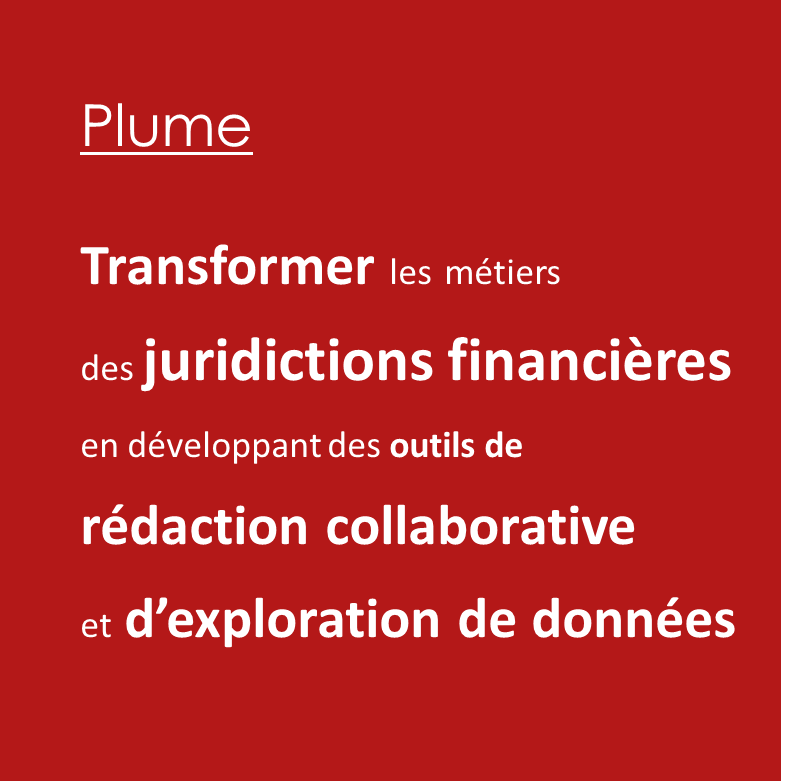 Plume
Transformer les métiers
des juridictions financières
en développant des outils de
rédaction collaborative
et d’exploration de données